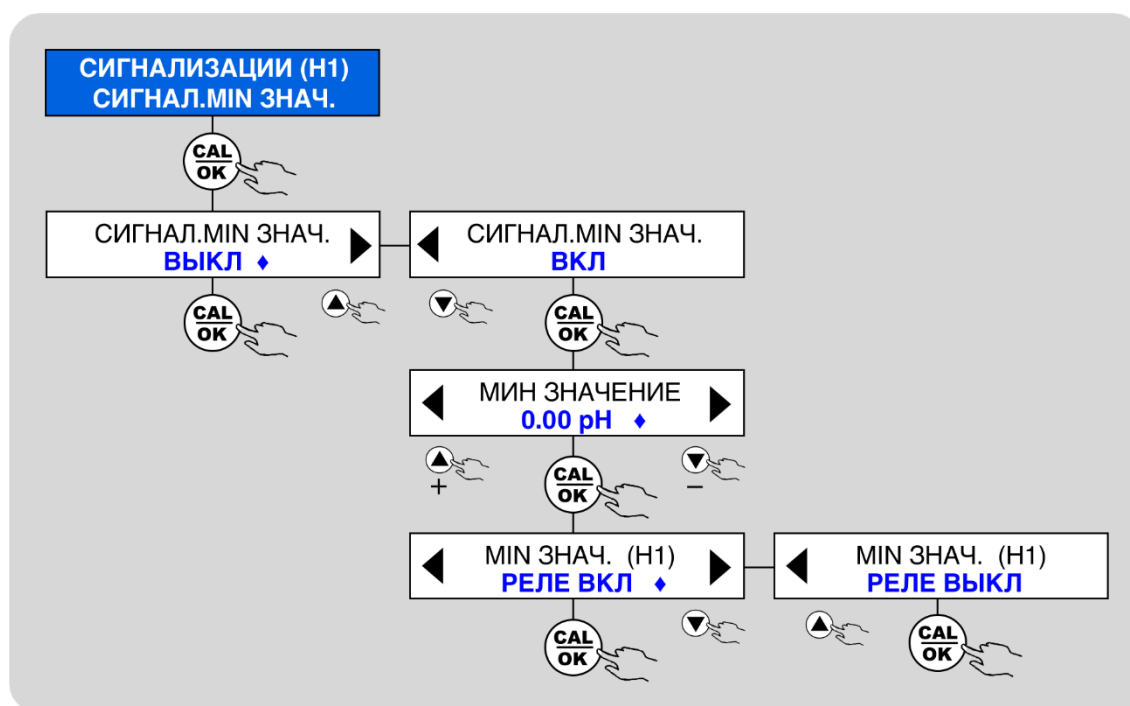 СИГНАЛИЗАЦИИ (H1)
СИГНАЛ.MIN ЗНАЧ.
CAL
OK
СИГНАЛ.MIN ЗНАЧ.
ВЫКЛ ♦
СИГНАЛ.MIN ЗНАЧ.
ВКЛ
CAL
OK
CAL
OK
МИН ЗНАЧЕНИЕ
0.00 pH ♦
+
CAL
OK
−
MIN ЗНАЧ. (H1)
РЕЛЕ ВКЛ ♦
MIN ЗНАЧ. (H1)
РЕЛЕ ВЫКЛ
CAL
OK
CAL
OK